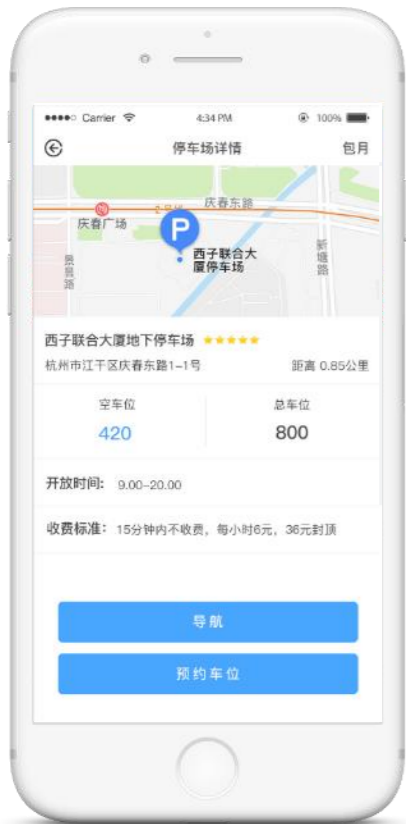 Carrier 4:34 PM 100%
停车场详情 包月
庆春东路
庆春广场
P
西子联合大
厦停车场
景昙路
新塘路
西子联合大厦地下停车场
杭州市江干区庆春东路1-1号 距离 0.85公里
空车位 总车位
420 800
开放时间: 9.00-20.00
收费标准: 15分钟内不收费, 每小时6元, 36元封顶
导航
预约车位